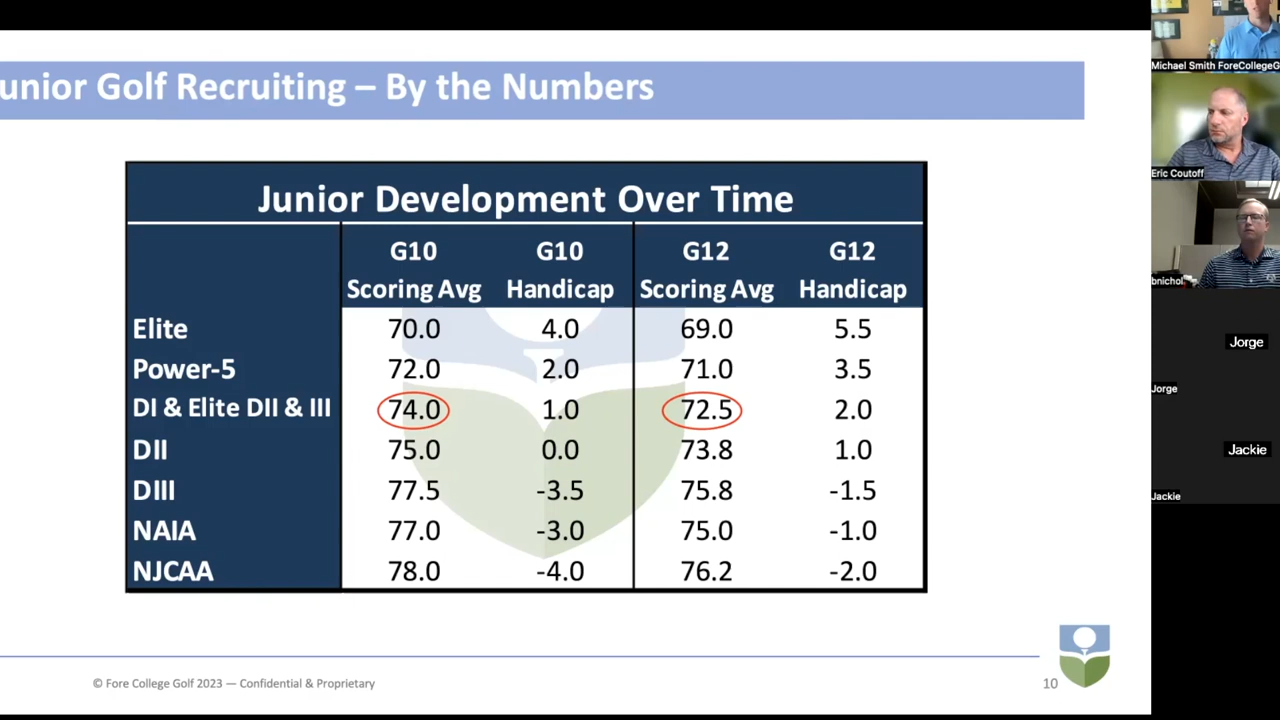 unior Golf Recruiting – By the Numbers
Junior Development Over Time
G10 G10 G12 G12
Scoring Avg Handicap Scoring Avg Handicap
Elite 70.0 4.0 69.0 5.5
Power-5 72.0 2.0 71.0 3.5
DI & Elite DII & III 74.0 1.0 72.5 2.0
DII 75.0 0.0 73.8 1.0
DIII 77.5 -3.5 75.8 -1.5
NAIA 77.0 -3.0 75.0 -1.0
NJCAA 78.0 -4.0 76.2 -2.0
© Fore College Golf 2023 — Confidential & Proprietary
10
Michael Smith ForeCollegeG
Eric Coutoff
bnichol
Jorge
Jorge
Jackie
Jackie